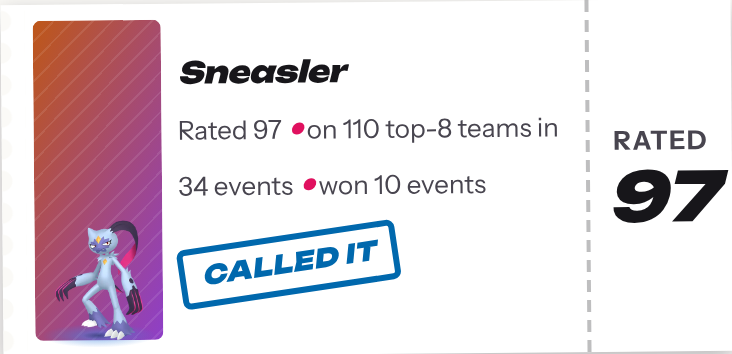 Sneasler
Rated 97 • on 110 top-8 teams in
34 events • won 10 events
CALLED IT
RATED
97